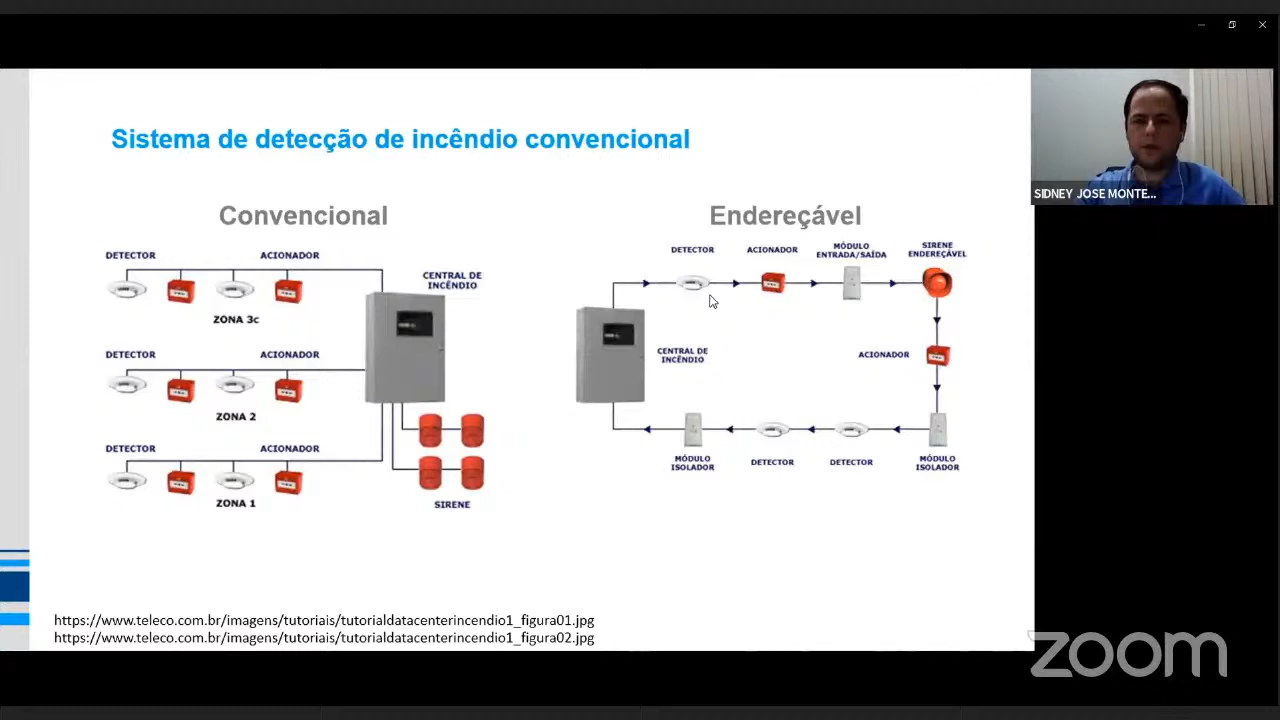 Sistema de detecção de incêndio convencional
Convencional
DETECTOR
ACIONADOR
CENTRAL DE
INCÊNDIO
ZONA 3c
DETECTOR
ACIONADOR
ZONA 2
DETECTOR
ACIONADOR
ZONA 1
SIRENE
Endereçável
DETECTOR
ACIONADOR
MÓDULO
ENTRADA/SAÍDA
SIRENE
ENDEREÇÁVEL
CENTRAL DE
INCÊNDIO
ACIONADOR
MÓDULO
ISOLADOR
DETECTOR
DETECTOR
MÓDULO
ISOLADOR
https://www.teleco.com.br/imagens/tutoriais/tutorialdatacenterincendio1_figura01.jpg
https://www.teleco.com.br/imagens/tutoriais/tutorialdatacenterincendio1_figura02.jpg
SIDNEY JOSE MONTE...
zoom